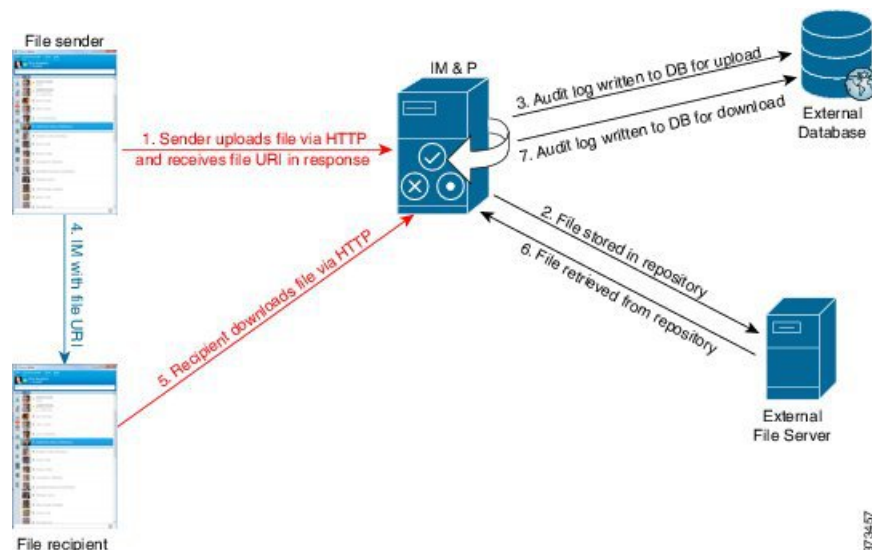 File sender
IM & P
External
Database
1. Sender uploads file via HTTP
and receives file URI in response
3. Audit log written to DB for upload
7. Audit log written to DB for download
2. File stored in repository
6. File retrieved from repository
4. IM with file URI
5. Recipient downloads file via HTTP
External
File Server
File recipient
373457